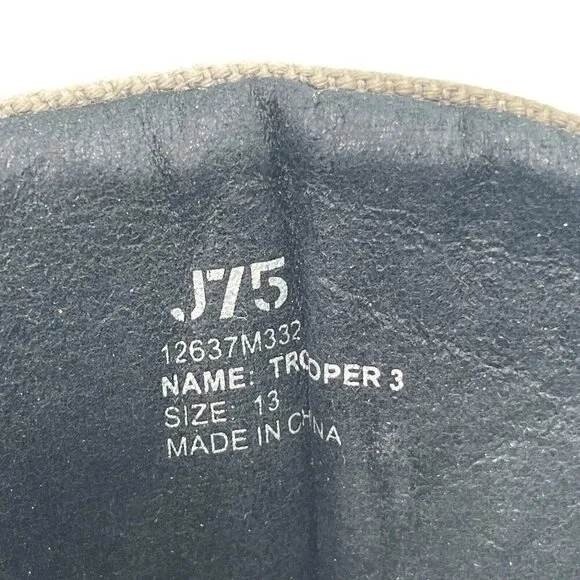 J75
12637M332
NAME: TROOPER 3
SIZE: 13
MADE IN CHINA